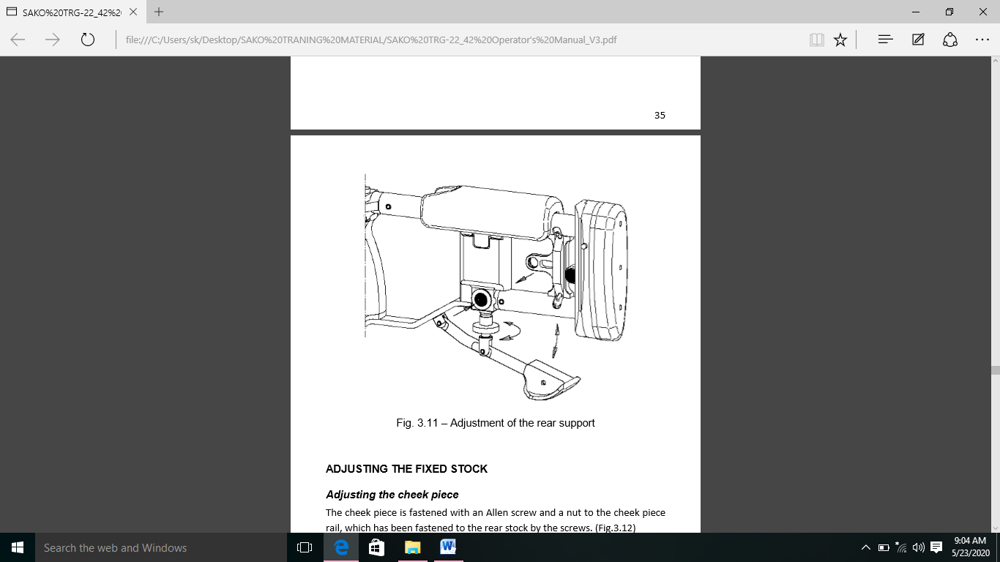 SAKO%20TRG-22_42%20
file:///C:/Users/sk/Desktop/SAKO%20TRANING%20MATERIAL/SAKO%20TRG-22_42%20Operator's%20Manual_V3.pdf
35
Fig. 3.11 – Adjustment of the rear support
ADJUSTING THE FIXED STOCK
Adjusting the cheek piece
The cheek piece is fastened with an Allen screw and a nut to the cheek piece
rail, which has been fastened to the rear stock by the screws. (Fig.3.12)
Search the web and Windows
9:04 AM
5/23/2020